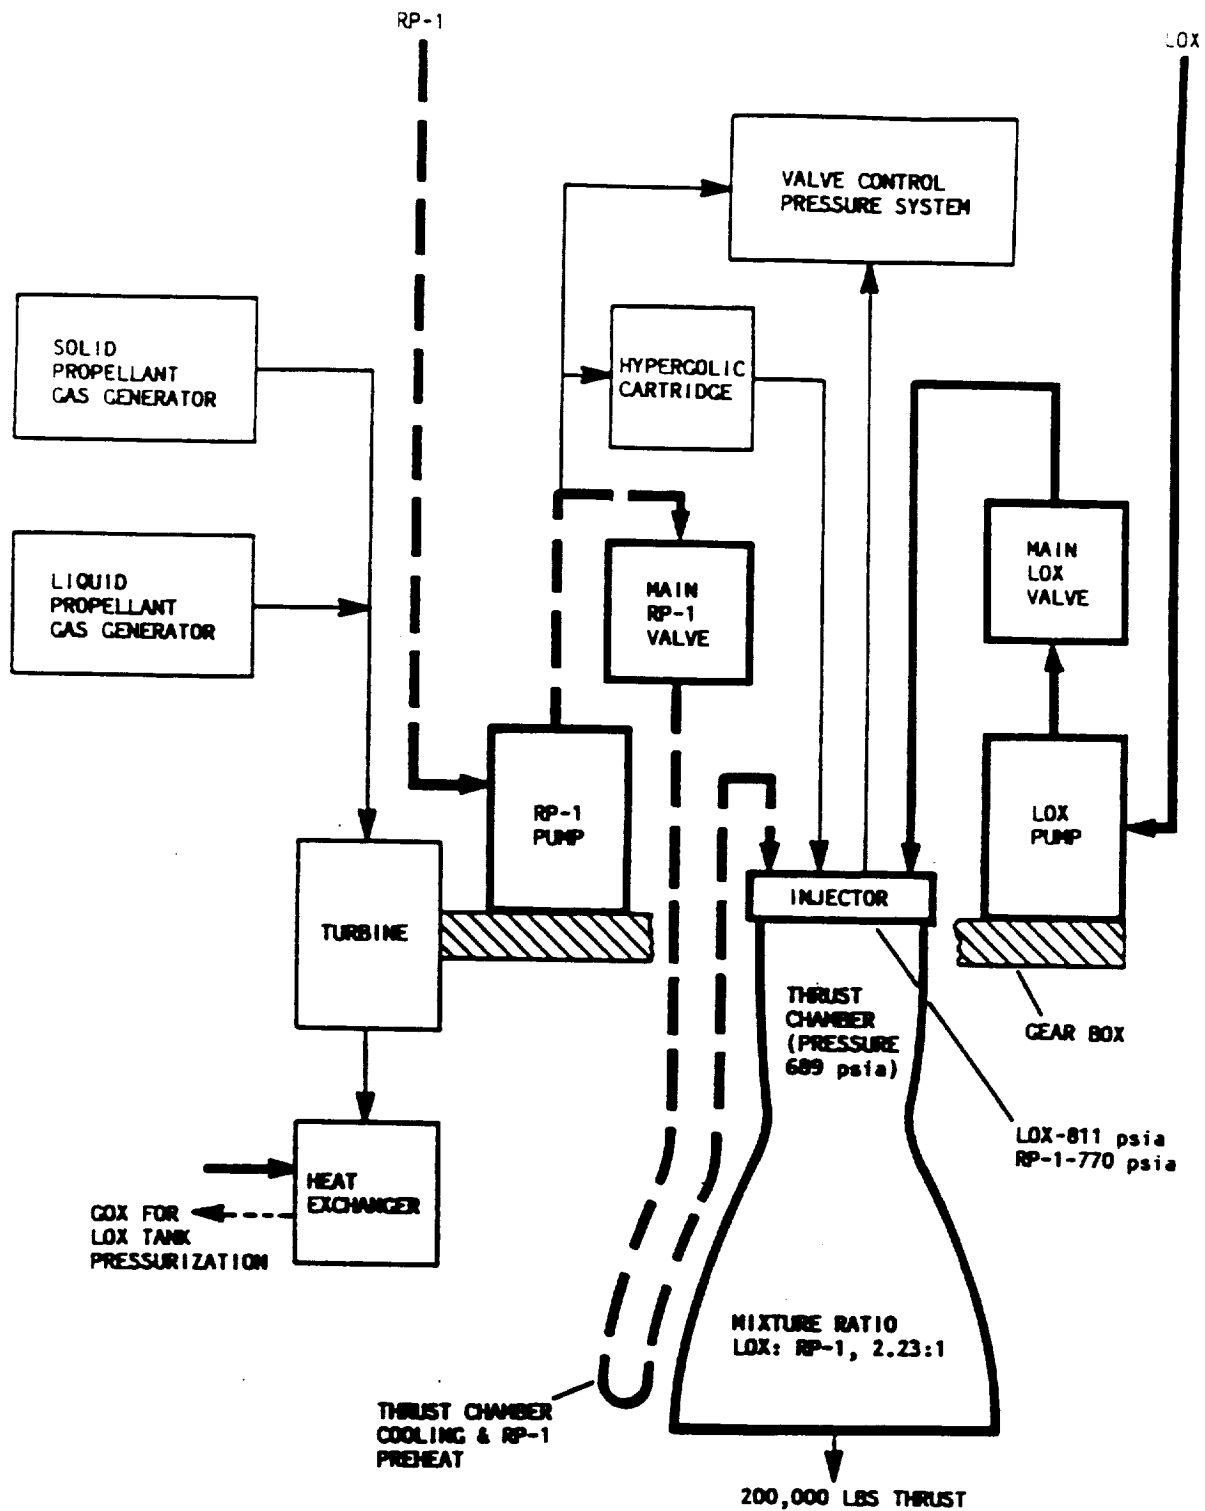 RP-1
LOX
VALVE CONTROL
PRESSURE SYSTEM
SOLID
PROPELLANT
GAS GENERATOR
HYPERGOLIC
CARTRIDGE
LIQUID
PROPELLANT
GAS GENERATOR
MAIN
RP-1
VALVE
MAIN
LOX
VALVE
RP-1
PUMP
LOX
PUMP
INJECTOR
TURBINE
THRUST
CHAMBER
(PRESSURE
689 psia)
GEAR BOX
LOX-811 psia
RP-1-770 psia
HEAT
EXCHANGER
GOX FOR
LOX TANK
PRESSURIZATION
MIXTURE RATIO
LOX: RP-1, 2.23:1
THRUST CHAMBER
COOLING & RP-1
PREHEAT
200,000 LBS THRUST